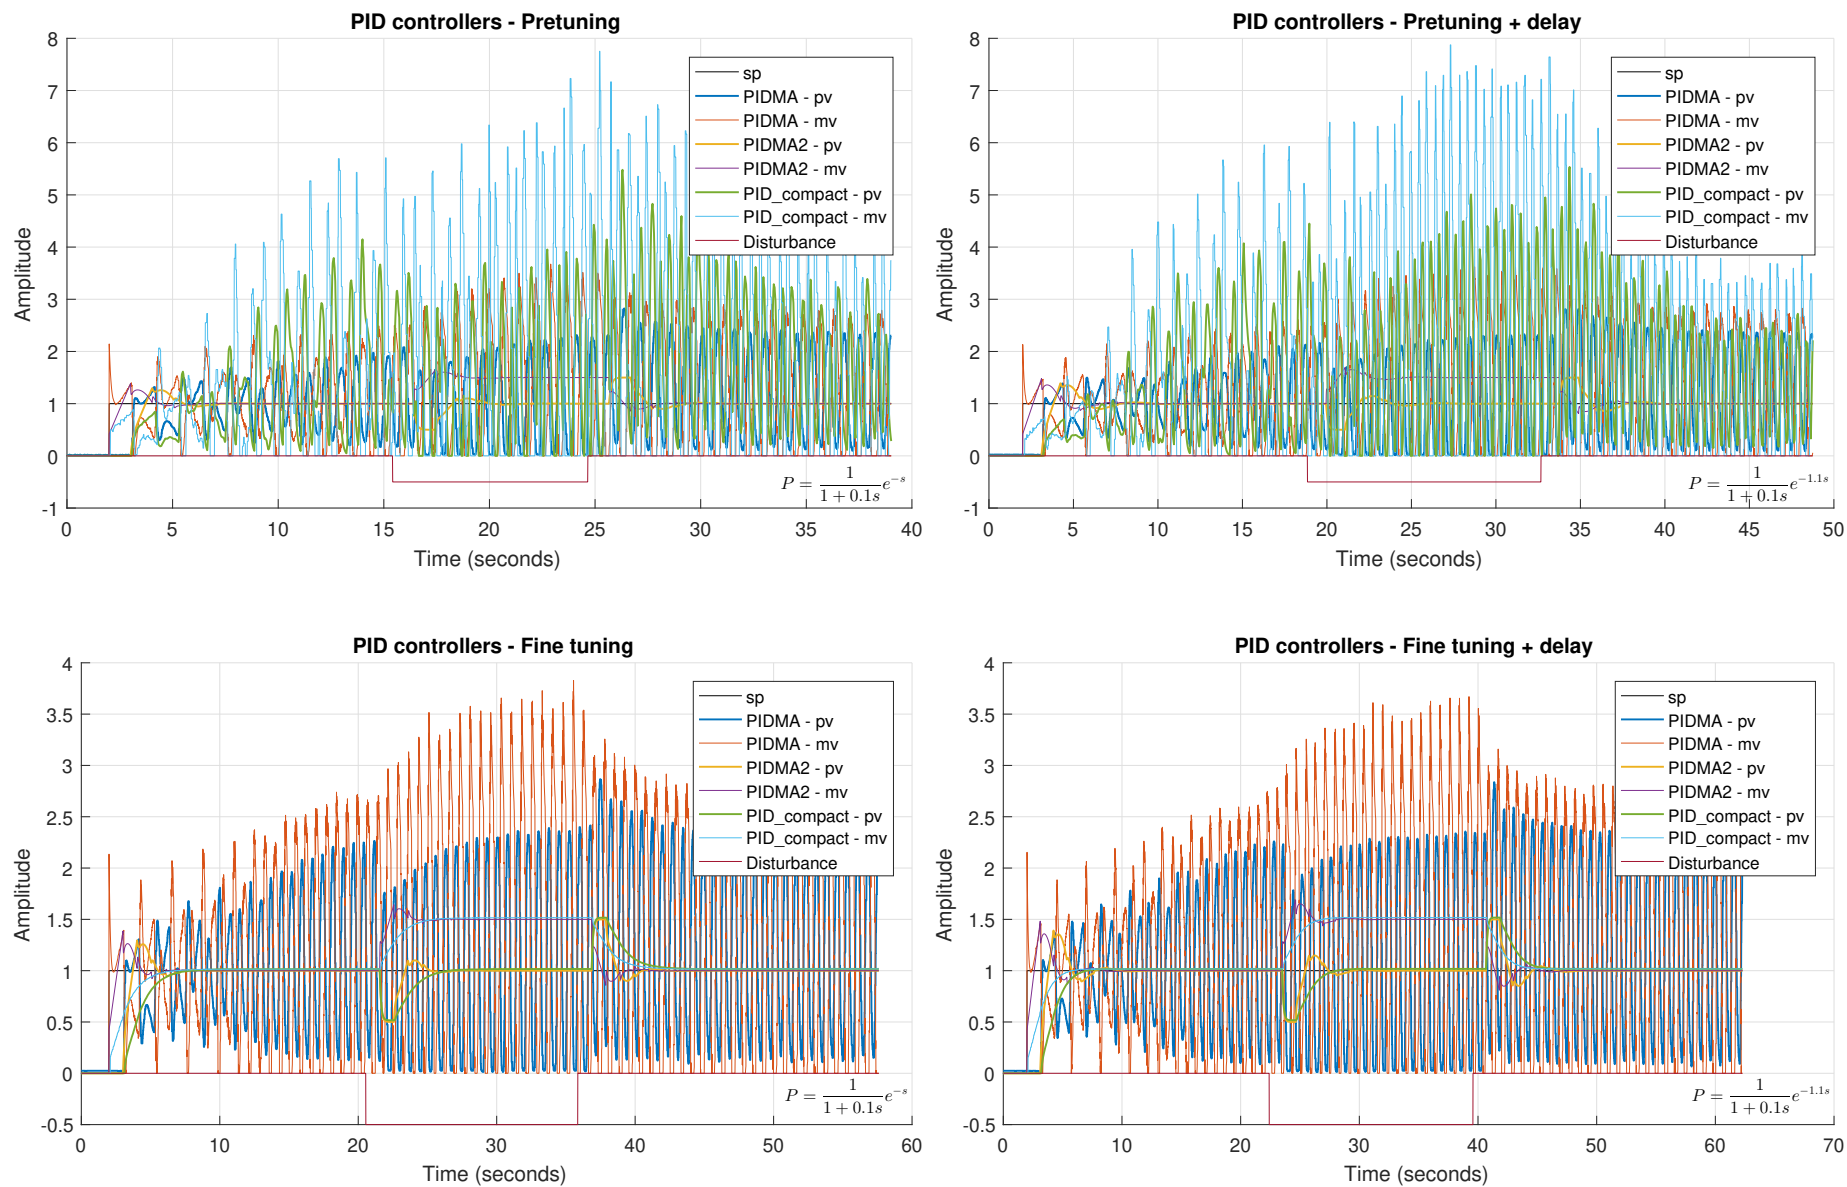 PID controllers - Pretuning
8
7
6
5
4
3
2
1
0
-1
Amplitude
sp
PIDMA - pv
PIDMA - mv
PIDMA2 - pv
PIDMA2 - mv
PID_compact - pv
PID_compact - mv
Disturbance
P = 1/(1 + 0.1s) e^{-s}
0 5 10 15 20 25 30 35 40
Time (seconds)
PID controllers - Pretuning + delay
8
7
6
5
4
3
2
1
0
-1
Amplitude
sp
PIDMA - pv
PIDMA - mv
PIDMA2 - pv
PIDMA2 - mv
PID_compact - pv
PID_compact - mv
Disturbance
P = 1/(1 + 0.1s) e^{-1.1s}
0 5 10 15 20 25 30 35 40 45 50
Time (seconds)
PID controllers - Fine tuning
4
3.5
3
2.5
2
1.5
1
0.5
0
-0.5
Amplitude
sp
PIDMA - pv
PIDMA - mv
PIDMA2 - pv
PIDMA2 - mv
PID_compact - pv
PID_compact - mv
Disturbance
P = 1/(1 + 0.1s) e^{-s}
0 10 20 30 40 50 60
Time (seconds)
PID controllers - Fine tuning + delay
4
3.5
3
2.5
2
1.5
1
0.5
0
-0.5
Amplitude
sp
PIDMA - pv
PIDMA - mv
PIDMA2 - pv
PIDMA2 - mv
PID_compact - pv
PID_compact - mv
Disturbance
P = 1/(1 + 0.1s) e^{-1.1s}
0 10 20 30 40 50 60 70
Time (seconds)